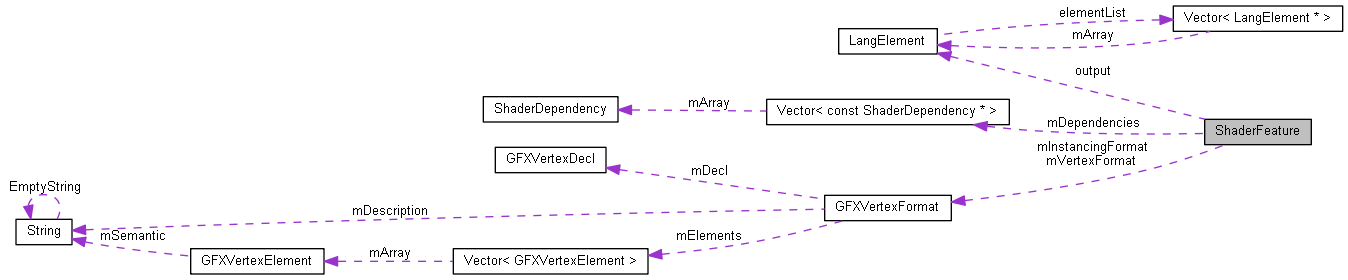 elementList
Vector< LangElement * >
LangElement
mArray
output
ShaderDependency
mArray
Vector< const ShaderDependency * >
mDependencies
ShaderFeature
mInstancingFormat
mVertexFormat
GFXVertexDecl
mDecl
EmptyString
mDescription
GFXVertexFormat
String
mSemantic
mElements
GFXVertexElement
mArray
Vector< GFXVertexElement >